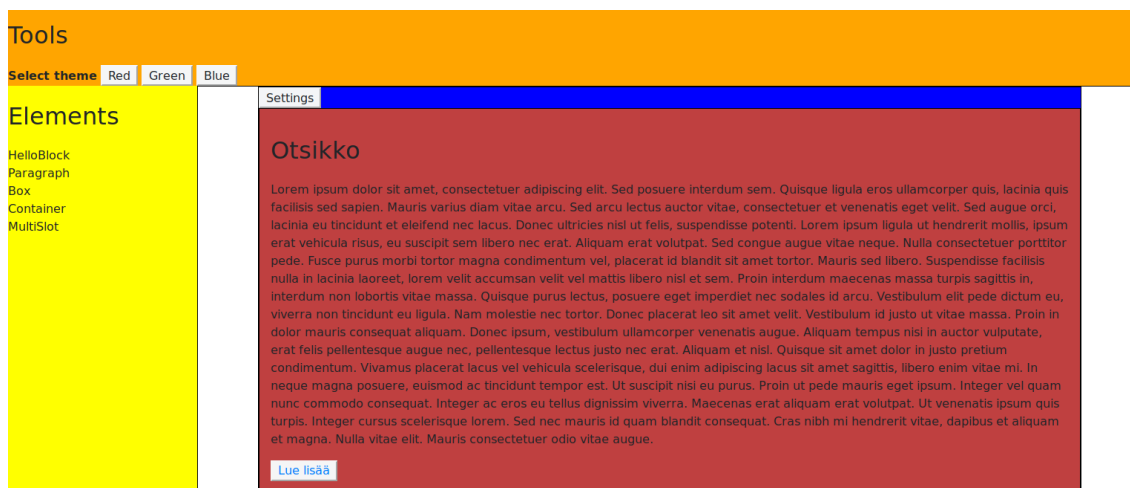 Tools
Select theme Red Green Blue
Elements
HelloBlock
Paragraph
Box
Container
MultiSlot
Settings
Otsikko
Lorem ipsum dolor sit amet, consectetuer adipiscing elit. Sed posuere interdum sem. Quisque ligula eros ullamcorper quis, lacinia quis
facilisis sed sapien. Mauris varius diam vitae arcu. Sed arcu lectus auctor vitae, consectetuer et venenatis eget velit. Sed augue orci,
lacinia eu tincidunt et eleifend nec lacus. Donec ultricies nisl ut felis, suspendisse potenti. Lorem ipsum ligula ut hendrerit mollis, ipsum
erat vehicula risus, eu suscipit sem libero nec erat. Aliquam erat volutpat. Sed congue augue vitae neque. Nulla consectetuer porttitor
pede. Fusce purus morbi tortor magna condimentum vel, placerat id blandit sit amet tortor. Mauris sed libero. Suspendisse facilisis
nulla in lacinia laoreet, lorem velit accumsan velit vel mattis libero nisl et sem. Proin interdum maecenas massa turpis sagittis in,
interdum non lobortis vitae massa. Quisque purus lectus, posuere eget imperdiet nec sodales id arcu. Vestibulum elit pede dictum eu,
viverra non tincidunt eu ligula. Nam molestie nec tortor. Donec placerat leo sit amet velit. Vestibulum id justo ut vitae massa. Proin in
dolor mauris consequat aliquam. Donec ipsum, vestibulum ullamcorper venenatis augue. Aliquam tempus nisi in auctor vulputate,
erat felis pellentesque augue nec, pellentesque lectus justo nec erat. Aliquam et nisl. Quisque sit amet dolor in justo pretium
condimentum. Vivamus placerat lacus vel vehicula scelerisque, dui enim adipiscing lacus sit amet sagittis, libero enim vitae mi. In
neque magna posuere, euismod ac tincidunt tempor est. Ut suscipit nisi eu purus. Proin ut pede mauris eget ipsum. Integer vel quam
nunc commodo consequat. Integer ac eros eu tellus dignissim viverra. Maecenas erat aliquam erat volutpat. Ut venenatis ipsum quis
turpis. Integer cursus scelerisque lorem. Sed nec mauris id quam blandit consequat. Cras nibh mi hendrerit vitae, dapibus et aliquam
et magna. Nulla vitae elit. Mauris consectetuer odio vitae augue.
Lue lisää